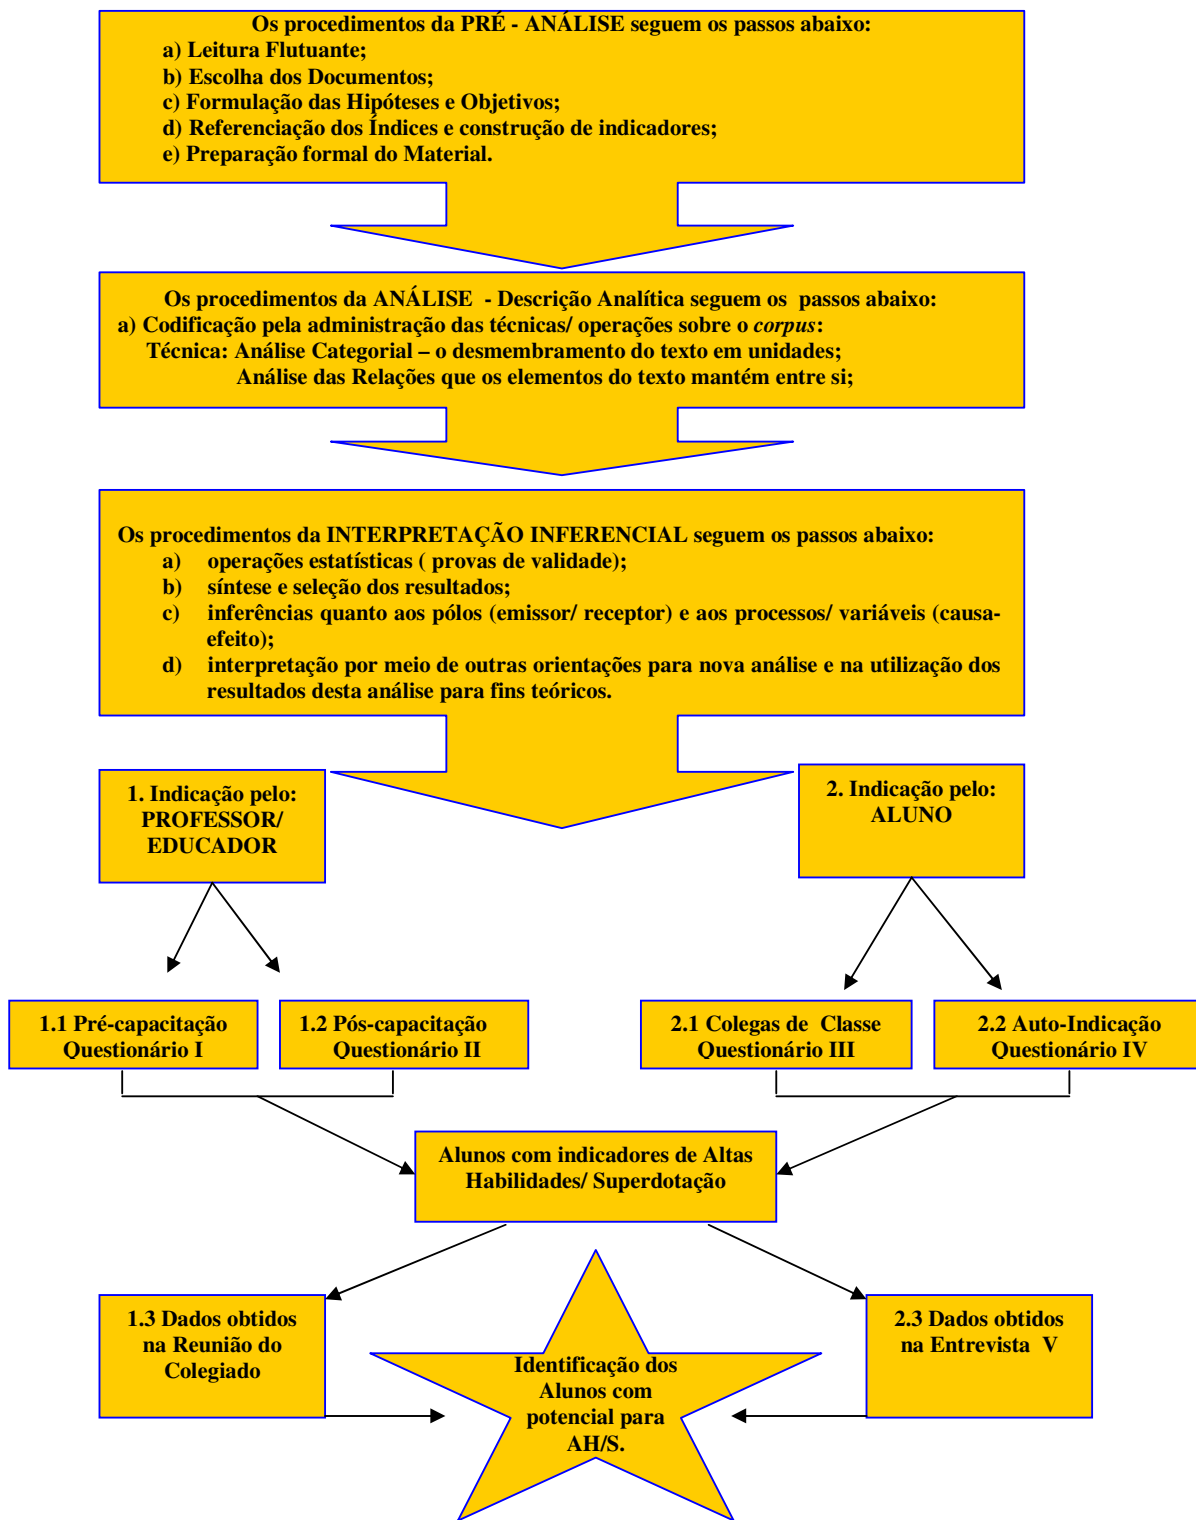 Os procedimentos da PRÉ - ANÁLISE seguem os passos abaixo:
a) Leitura Flutuante;
b) Escolha dos Documentos;
c) Formulação das Hipóteses e Objetivos;
d) Referenciação dos Índices e construção de indicadores;
e) Preparação formal do Material.
Os procedimentos da ANÁLISE - Descrição Analítica seguem os passos abaixo:
a) Codificação pela administração das técnicas/ operações sobre o corpus:
Técnica: Análise Categorial – o desmembramento do texto em unidades;
Análise das Relações que os elementos do texto mantém entre si;
Os procedimentos da INTERPRETAÇÃO INFERENCIAL seguem os passos abaixo:
a) operações estatísticas ( provas de validade);
b) síntese e seleção dos resultados;
c) inferências quanto aos pólos (emissor/ receptor) e aos processos/ variáveis (causa-
efeito);
d) interpretação por meio de outras orientações para nova análise e na utilização dos
resultados desta análise para fins teóricos.
1. Indicação pelo:
PROFESSOR/
EDUCADOR
2. Indicação pelo:
ALUNO
1.1 Pré-capacitação
Questionário I
1.2 Pós-capacitação
Questionário II
2.1 Colegas de Classe
Questionário III
2.2 Auto-Indicação
Questionário IV
Alunos com indicadores de Altas
Habilidades/ Superdotação
1.3 Dados obtidos
na Reunião do
Colegiado
Identificação dos
Alunos com
potencial para
AH/S.
2.3 Dados obtidos
na Entrevista V